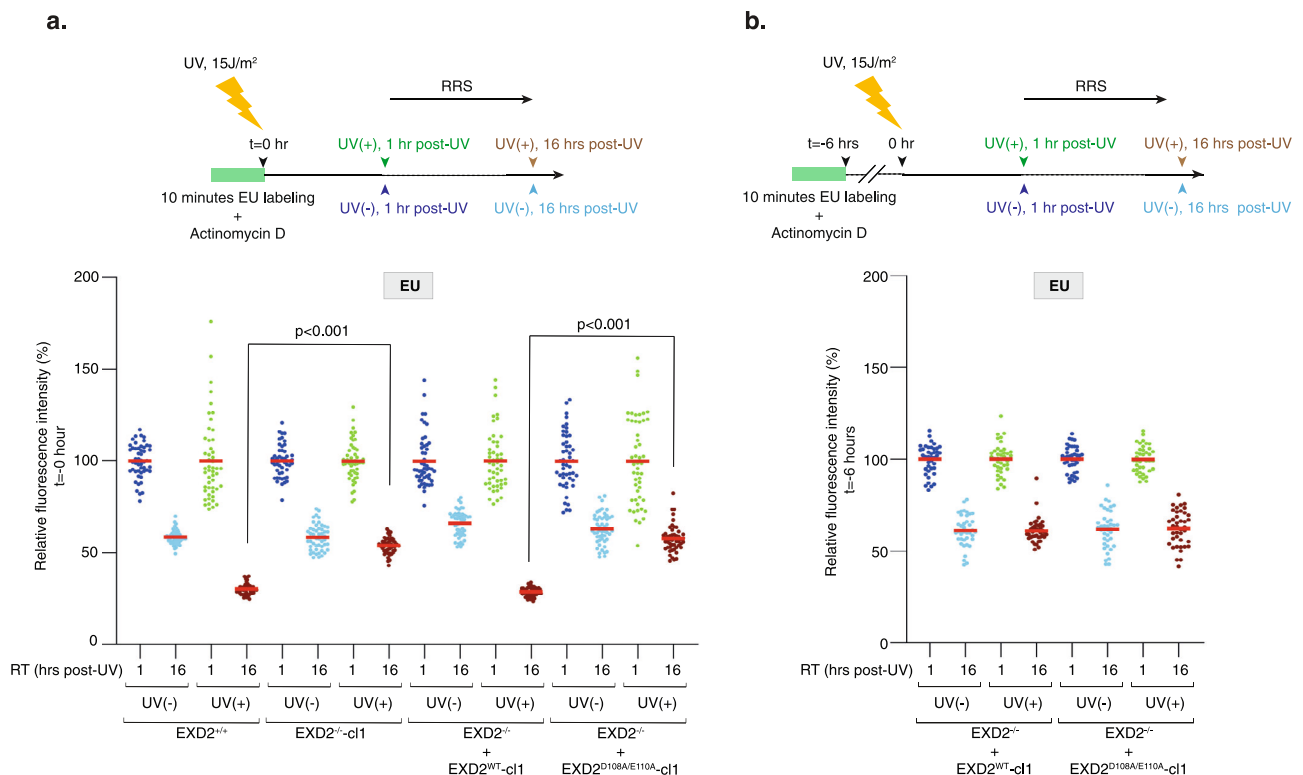 a.
UV, 15J/m²
RRS
t=0 hr
UV(+), 1 hr post-UV
UV(+), 16 hrs post-UV
10 minutes EU labeling
+
Actinomycin D
UV(-), 1 hr post-UV
UV(-), 16 hrs post-UV
EU
p<0.001
p<0.001
Relative fluorescence intensity (%)
t=-0 hour
200
150
100
50
0
RT (hrs post-UV)
1 16 1 16 1 16 1 16 1 16 1 16 1 16 1 16
UV(-) UV(+) UV(-) UV(+) UV(-) UV(+) UV(-) UV(+)
EXD2⁺/⁺ EXD2⁻/⁻-cl1 EXD2⁻/⁻ EXD2⁻/⁻
+ +
EXD2ᵂᵀ-cl1 EXD2ᴰ¹⁰⁸ᴬ/ᴱ¹¹⁰ᴬ-cl1
b.
UV, 15J/m²
RRS
t=-6 hrs
0 hr
UV(+), 1 hr post-UV
UV(+), 16 hrs post-UV
10 minutes EU labeling
+
Actinomycin D
UV(-), 1 hr post-UV
UV(-), 16 hrs post-UV
EU
Relative fluorescence intensity (%)
t=-6 hours
200
150
100
50
0
RT (hrs post-UV)
1 16 1 16 1 16 1 16
UV(-) UV(+) UV(-) UV(+)
EXD2⁻/⁻ EXD2⁻/⁻
+ +
EXD2ᵂᵀ-cl1 EXD2ᴰ¹⁰⁸ᴬ/ᴱ¹¹⁰ᴬ-cl1